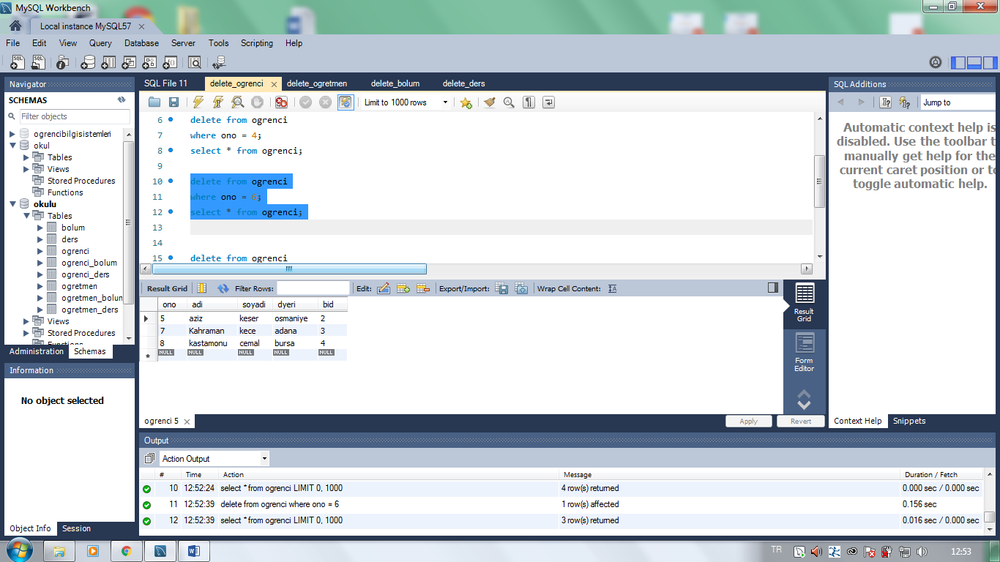 MySQL Workbench
Local instance MySQL57
File Edit View Query Database Server Tools Scripting Help
Navigator
SCHEMAS
Filter objects
ogrencibilgisistemleri
okul
Tables
Views
Stored Procedures
Functions
okulu
Tables
bolum
ders
ogrenci
ogrenci_bolum
ogrenci_ders
ogretmen
ogretmen_bolun
ogretmen_ders
Views
Stored Procedures
Administration Schemas
Information
No object selected
Object Info Session
SQL File 11 delete_ogrenci delete_ogretmen delete_bolum delete_ders
Limit to 1000 rows
6 delete from ogrenci
7 where ono = 4;
8 select * from ogrenci;
9
10 delete from ogrenci
11 where ono = 6;
12 select * from ogrenci;
13
14
15 delete from ogrenci
Result Grid Filter Rows: Edit: Export/Import: Wrap Cell Content:
ono adi soyadi dyeri bid
5 aziz keser osmaniye 2
7 Kahraman kece adana 3
8 kastamonu cemal bursa 4
NULL NULL NULL NULL NULL
Result Grid
Form Editor
ogrenci 5
Apply Revert
SQL Additions
Jump to
Automatic context help is
disabled. Use the toolbar t
manually get help for the
current caret position or to
toggle automatic help.
Context Help Snippets
Output
Action Output
# Time Action Message Duration / Fetch
10 12:52:24 select * from ogrenci LIMIT 0, 1000 4 row(s) returned 0.000 sec / 0.000 sec
11 12:52:39 delete from ogrenci where ono = 6 1 row(s) affected 0.156 sec
12 12:52:39 select * from ogrenci LIMIT 0, 1000 3 row(s) returned 0.016 sec / 0.000 sec
TR 12:53